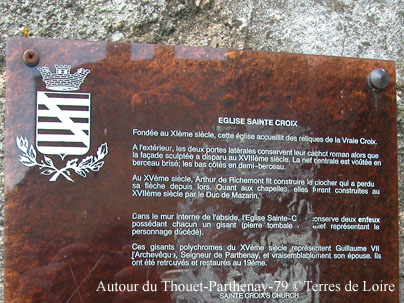 EGLISE SAINTE CROIX
Fondée au XIème siècle, cette église accueillit des reliques de la Vraie Croix.
A l'extérieur, les deux portes latérales conservent leur cachet roman alors que
la façade sculptée a disparu au XVIIIème siècle. La nef centrale est voûtée en
berceau brisé; les bas côtés en demi-berceau.
Au XVème siècle, Arthur de Richemont fit construire le clocher qui a perdu
sa flèche depuis lors. Quant aux chapelles, elles furent construites au
XVIIème siècle par le Duc de Mazarin.
Dans le mur interne de l'abside, l'Eglise Sainte-C conserve deux enfeux
possédant chacun un gisant (pierre tombale relief représentant le
personnage décédé).
Ces gisants polychromes du XVème siècle représentent Guillaume VII
l'Archevêque, Seigneur de Parthenay, et vraisemblablement son épouse. Ils
ont été retrouvés et restaurés au 19ème.
Autour du Thouet-Parthenay-79 ©Terres de Loire
SAINTE CROIX'S CHURCH